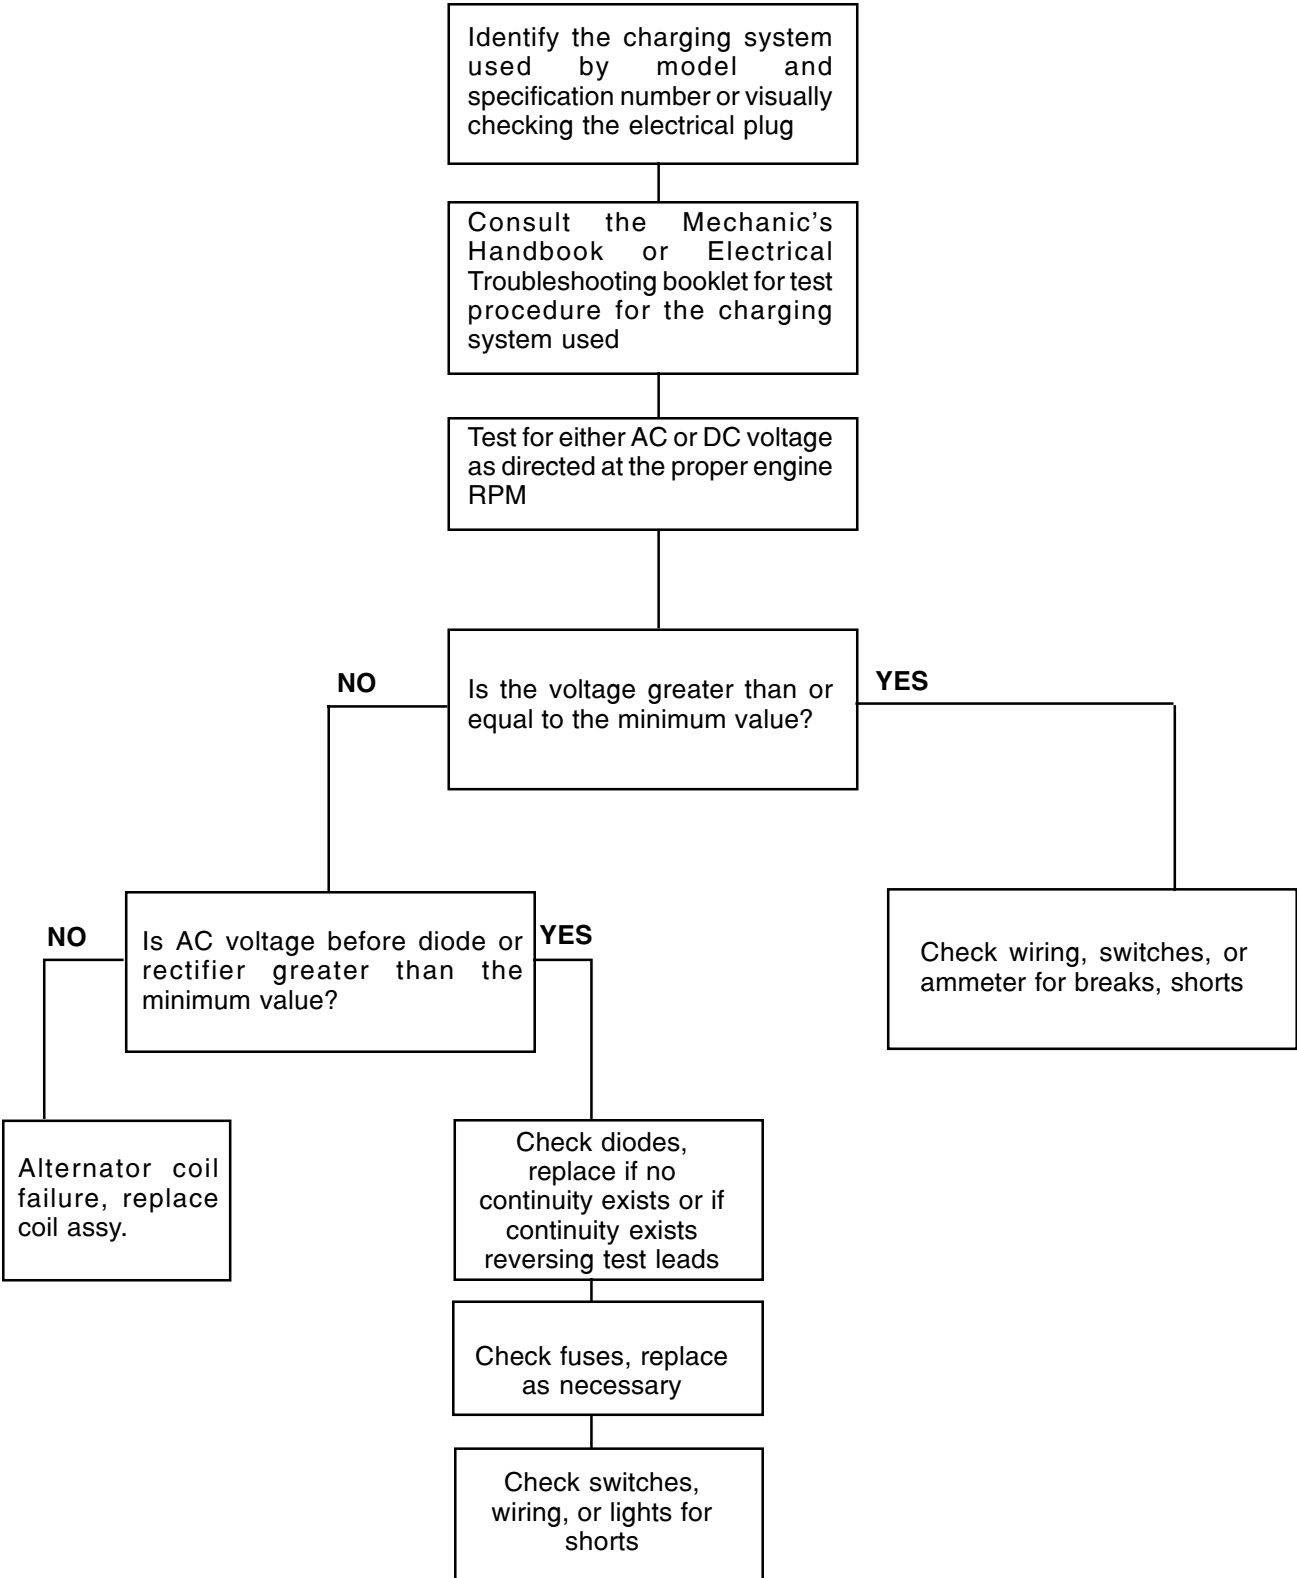 Identify the charging system
used by model and
specification number or visually
checking the electrical plug
Consult the Mechanic's
Handbook or Electrical
Troubleshooting booklet for test
procedure for the charging
system used
Test for either AC or DC voltage
as directed at the proper engine
RPM
NO
Is the voltage greater than or
equal to the minimum value?
YES
NO
Is AC voltage before diode or
rectifier greater than the
minimum value?
YES
Check wiring, switches, or
ammeter for breaks, shorts
Alternator coil
failure, replace
coil assy.
Check diodes,
replace if no
continuity exists or if
continuity exists
reversing test leads
Check fuses, replace
as necessary
Check switches,
wiring, or lights for
shorts